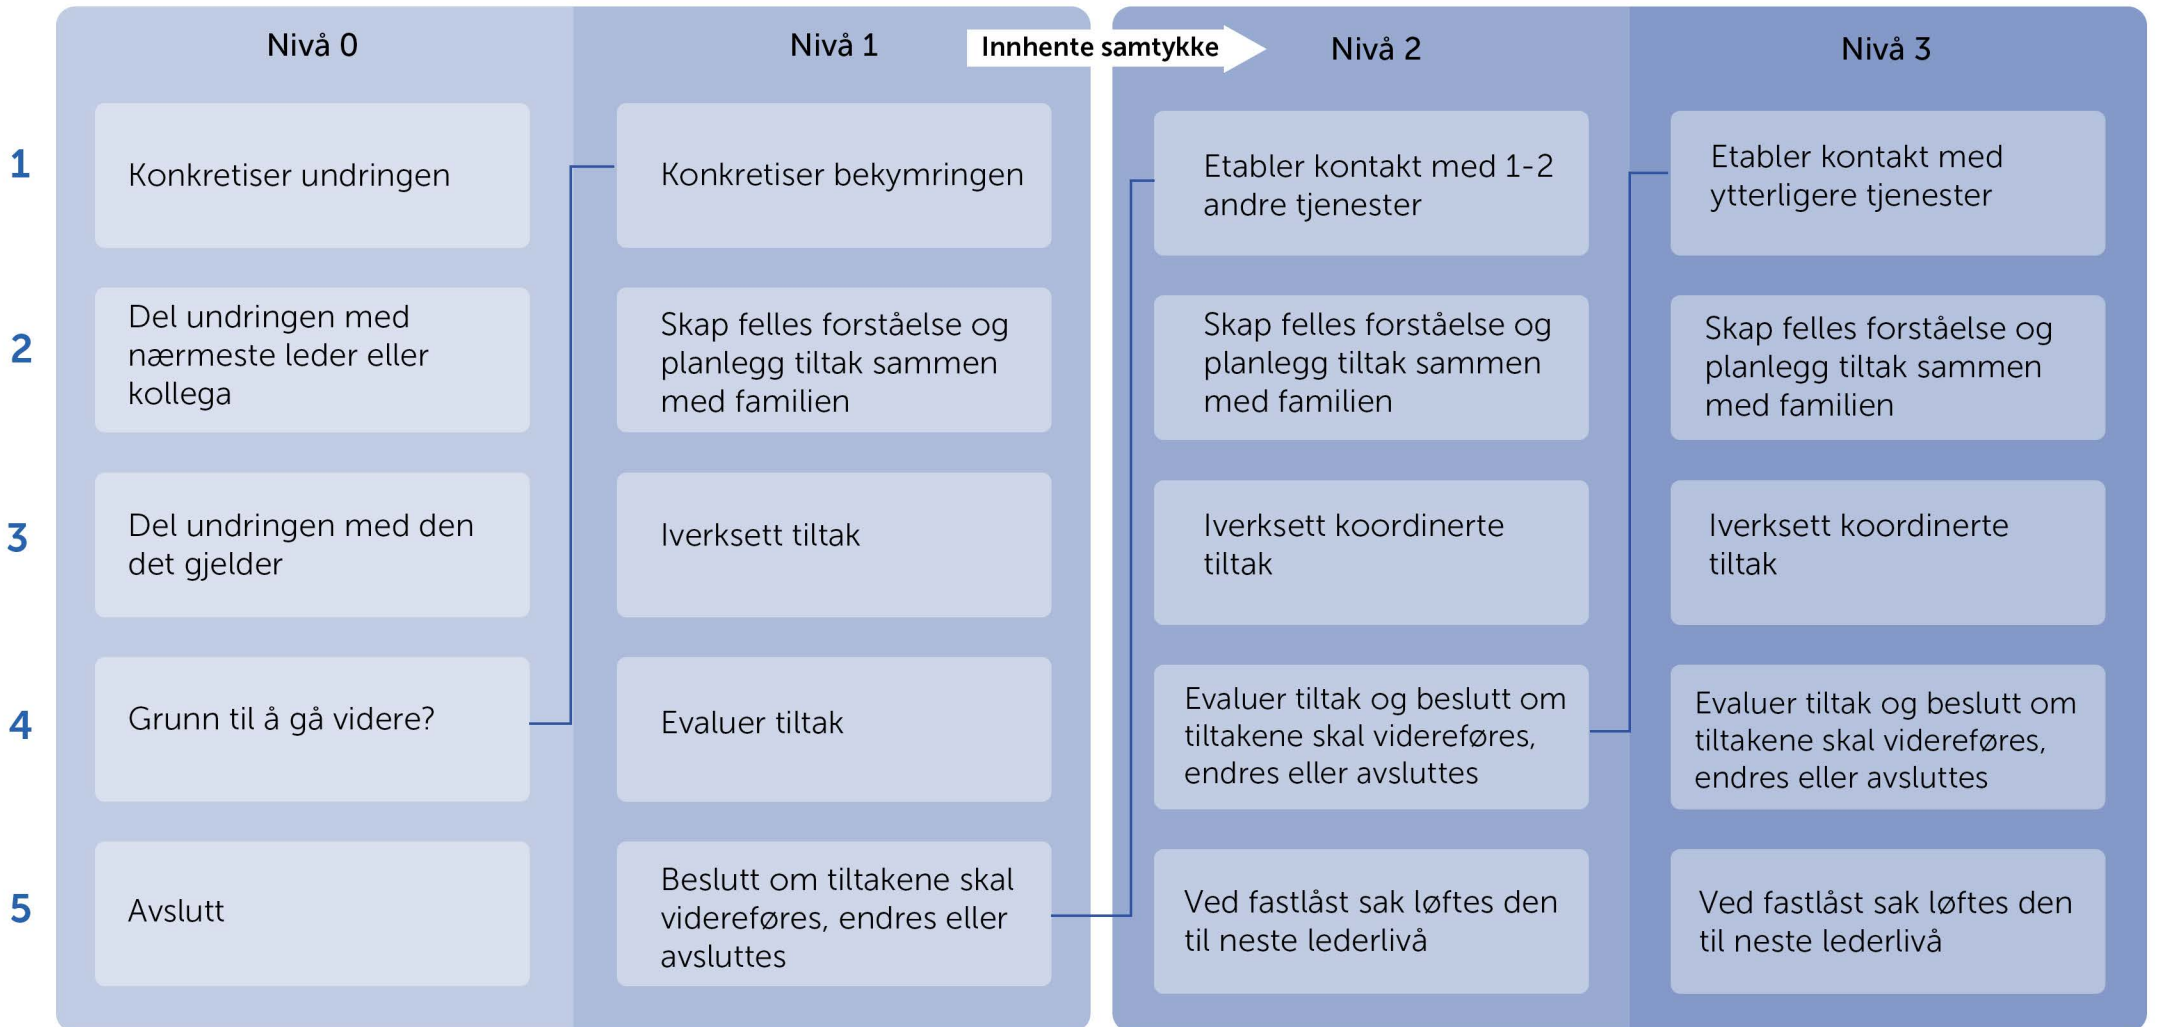 Nivå 0
Nivå 1
Innhente samtykke
Nivå 2
Nivå 3
1
Konkretiser undringen
Konkretiser bekymringen
Etabler kontakt med 1-2
andre tjenester
Etabler kontakt med
ytterligere tjenester
2
Del undringen med
nærmeste leder eller
kollega
Skap felles forståelse og
planlegg tiltak sammen
med familien
Skap felles forståelse og
planlegg tiltak sammen
med familien
Skap felles forståelse og
planlegg tiltak sammen
med familien
3
Del undringen med den
det gjelder
Iverksett tiltak
Iverksett koordinerte
tiltak
Iverksett koordinerte
tiltak
4
Grunn til å gå videre?
Evaluer tiltak
Evaluer tiltak og beslutt om
tiltakene skal videreføres,
endres eller avsluttes
Evaluer tiltak og beslutt om
tiltakene skal videreføres,
endres eller avsluttes
5
Avslutt
Beslutt om tiltakene skal
videreføres, endres eller
avsluttes
Ved fastlåst sak løftes den
til neste lederlivå
Ved fastlåst sak løftes den
til neste lederlivå